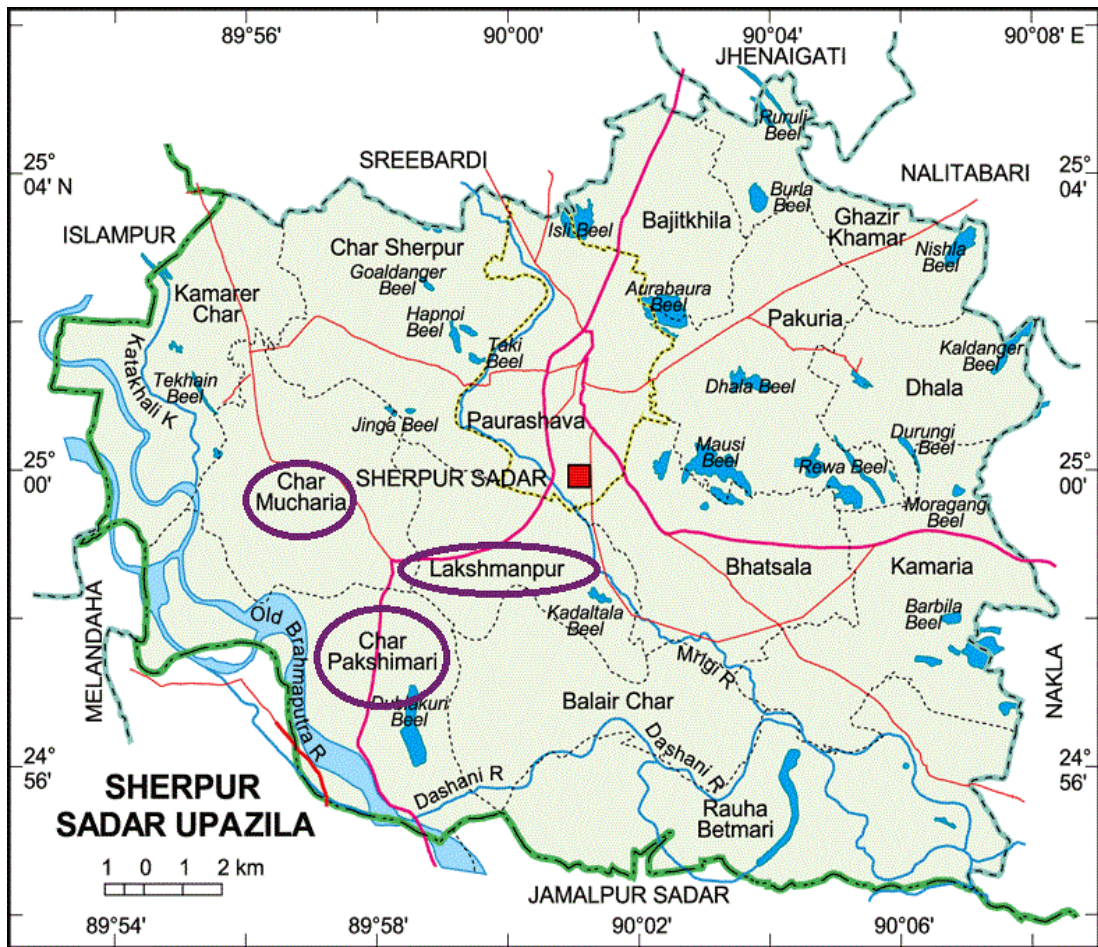 89°56'
90°00'
90°04'
90°08' E
JHENAIGATI
Rurulj
Beel
SREEBARDI
25°
04' N
NALITABARI
25°
04'
Burla
Beel
Bajitkhila
Ghazir
Khamar
Isli Beel
ISLAMPUR
Char Sherpur
Nishla
Beel
Goaldanger
Beel
Kamarer
Char
Aurabaura
Beel
Hapnoi
Beel
Pakuria
Katakhali K
Taki
Beel
Kaldanger
Beel
Tekhain
Beel
Dhala Beel
Dhala
Jinga Beel
Paurashava
Durungi
Beel
Mausi
Beel
Rewa Beel
25°
00'
Char
Mucharia
SHERPUR SADAR
25°
00'
Moragang
Beel
Lakshmanpur
Bhatsala
Kamaria
Kadaltala
Beel
Barbila
Beel
Old Brahmaputra R
Char
Pakshimari
Mrigi R
MELANDAHA
NAKLA
Dublakuri
Beel
Balair Char
Dashani R
Dashani R
24°
56'
24°
56'
SHERPUR
SADAR UPAZILA
Rauha
Betmari
1 0 1 2 km
JAMALPUR SADAR
89°54'
89°58'
90°02'
90°06'